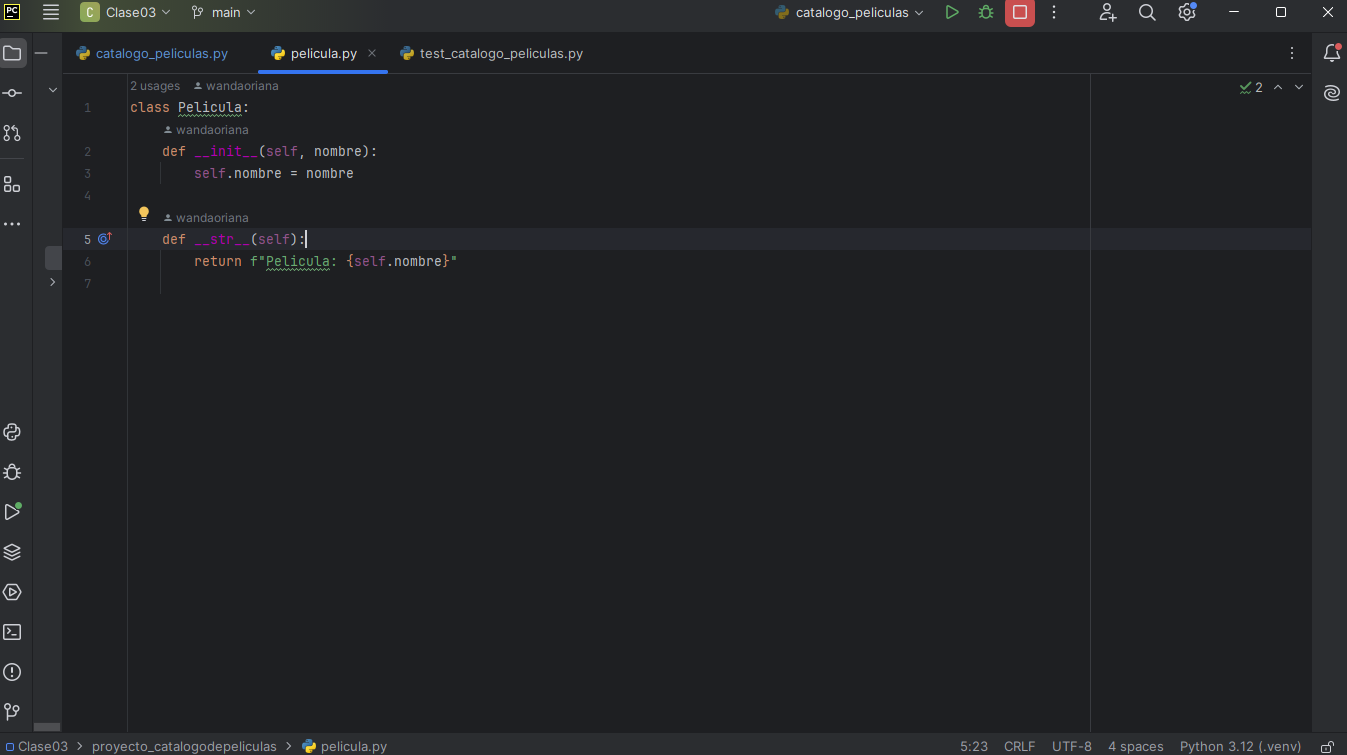 PC C Clase03 main catalogo_peliculas
catalogo_peliculas.py pelicula.py test_catalogo_peliculas.py
2 usages wandaoriana
2
1 class Pelicula:
wandaoriana
2 def __init__(self, nombre):
3 self.nombre = nombre
4
wandaoriana
5 def __str__(self):
6 return f"Pelicula: {self.nombre}"
7
Clase03 > proyecto_catalogodepeliculas > pelicula.py 5:23 CRLF UTF-8 4 spaces Python 3.12 (.venv)